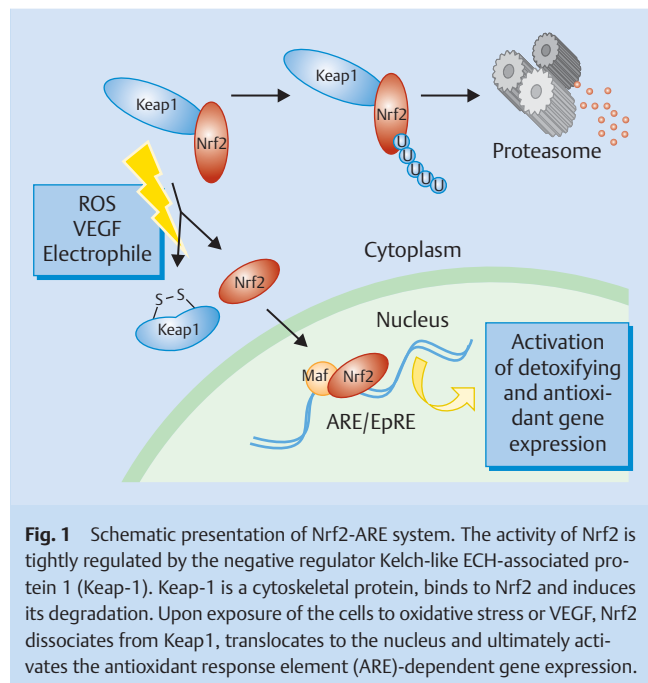 Keap1
Nrf2
Keap1
Nrf2
U
U
U
U
U
Proteasome
ROS
VEGF
Electrophile
S–S
Keap1
Nrf2
Cytoplasm
Nucleus
Maf
Nrf2
ARE/EpRE
Activation
of detoxifying
and antioxi-
dant gene
expression
Fig. 1 Schematic presentation of Nrf2-ARE system. The activity of Nrf2 is
tightly regulated by the negative regulator Kelch-like ECH-associated pro-
tein 1 (Keap-1). Keap-1 is a cytoskeletal protein, binds to Nrf2 and induces
its degradation. Upon exposure of the cells to oxidative stress or VEGF, Nrf2
dissociates from Keap1, translocates to the nucleus and ultimately acti-
vates the antioxidant response element (ARE)-dependent gene expression.